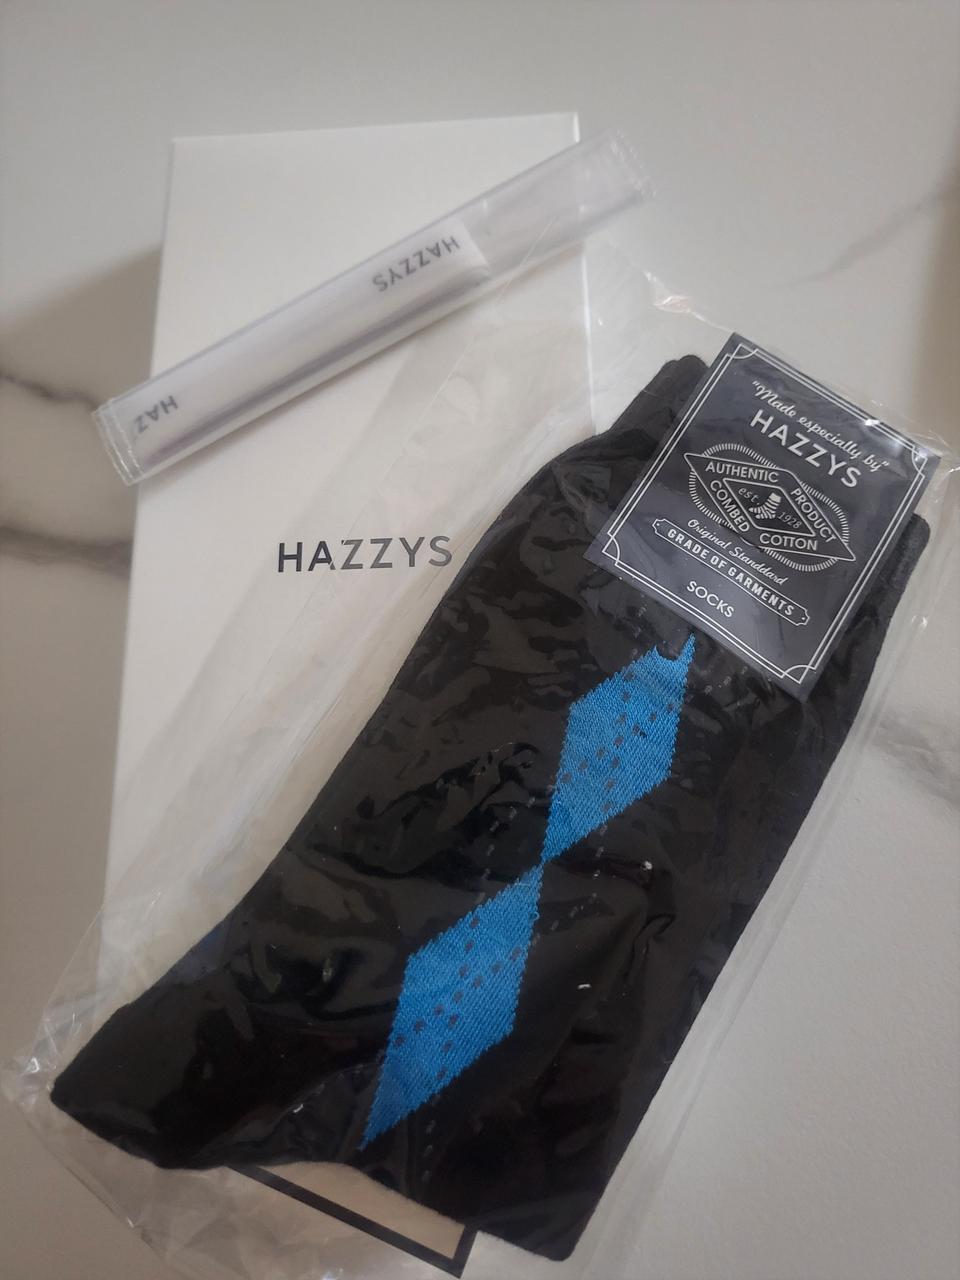 HAZZYS
HAZ
HAZZYS
"Made especially by"
HAZZYS
AUTHENTIC PRODUCT
est. 1928
COMBED COTTON
Original Standdard
GRADE OF GARMENTS
SOCKS